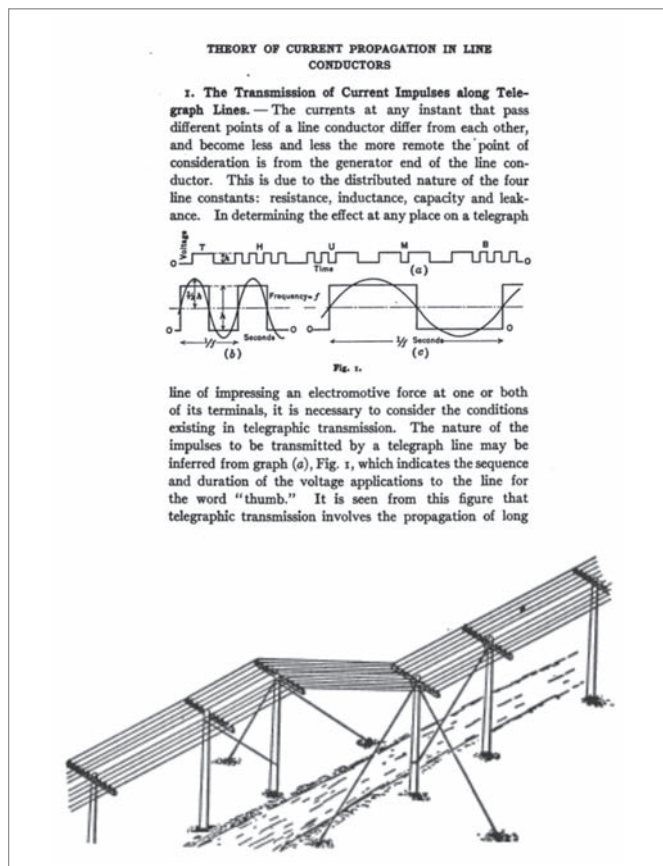 THEORY OF CURRENT PROPAGATION IN LINE
CONDUCTORS
1. The Transmission of Current Impulses along Tele-
graph Lines. — The currents at any instant that pass
different points of a line conductor differ from each other,
and become less and less the more remote the point of
consideration is from the generator end of the line con-
ductor. This is due to the distributed nature of the four
line constants: resistance, inductance, capacity and leak-
ance. In determining the effect at any place on a telegraph
Voltage T H U M B
0 h Time (a) 0
h Frequency=f
0 0 0 0
1/f Seconds 1/f Seconds
(b) (c)
Fig. 1.
line of impressing an electromotive force at one or both
of its terminals, it is necessary to consider the conditions
existing in telegraphic transmission. The nature of the
impulses to be transmitted by a telegraph line may be
inferred from graph (a), Fig. 1, which indicates the sequence
and duration of the voltage applications to the line for
the word "thumb." It is seen from this figure that
telegraphic transmission involves the propagation of long